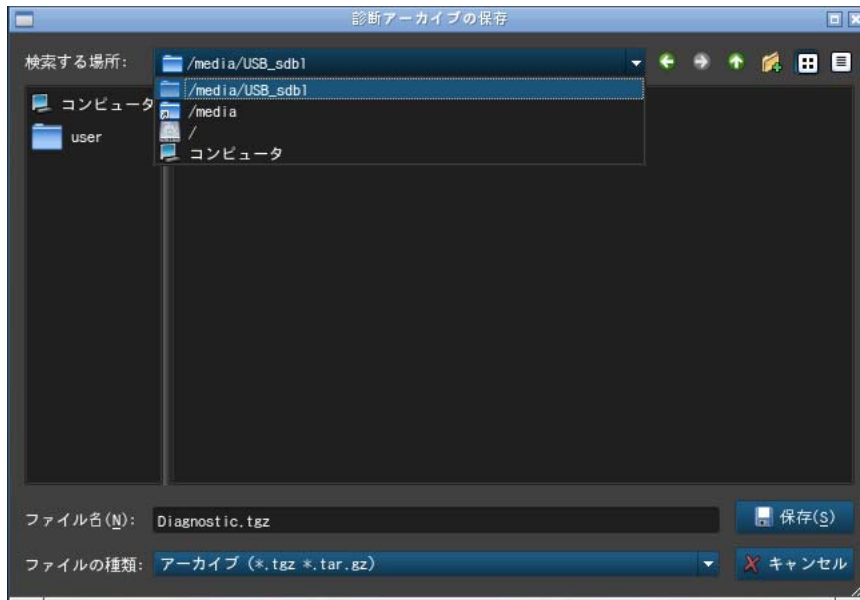 診断アーカイブの保存
検索する場所:
/media/USB_sdb1
/media/USB_sdb1
/media
/
コンピュータ
コンピュータ
user
ファイル名(N):
Diagnostic.tgz
保存(S)
ファイルの種類:
アーカイブ (*.tgz *.tar.gz)
キャンセル